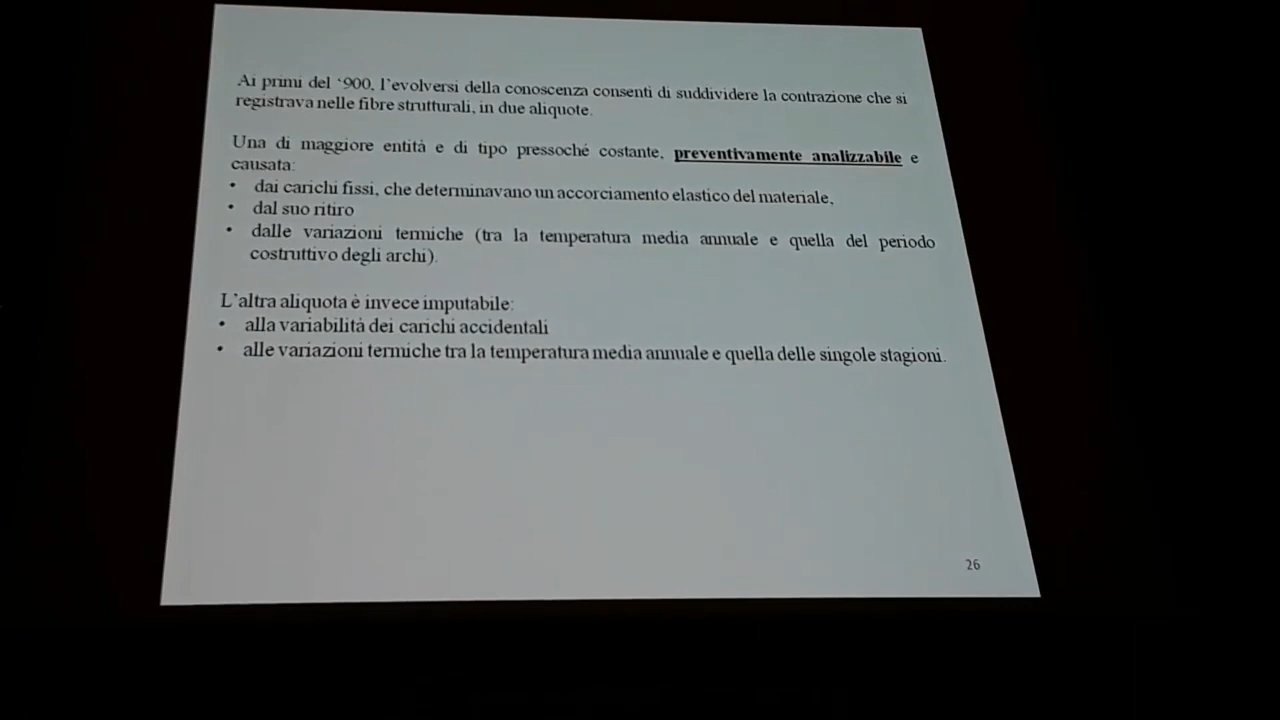 Ai primi del ‘900, l’evolversi della conoscenza consentì di suddividere la contrazione che si
registrava nelle fibre strutturali, in due aliquote.
Una di maggiore entità e di tipo pressoché costante, preventivamente analizzabile e
causata:
• dai carichi fissi, che determinavano un accorciamento elastico del materiale,
• dal suo ritiro
• dalle variazioni termiche (tra la temperatura media annuale e quella del periodo
costruttivo degli archi).
L’altra aliquota è invece imputabile:
• alla variabilità dei carichi accidentali
• alle variazioni termiche tra la temperatura media annuale e quella delle singole stagioni.
26